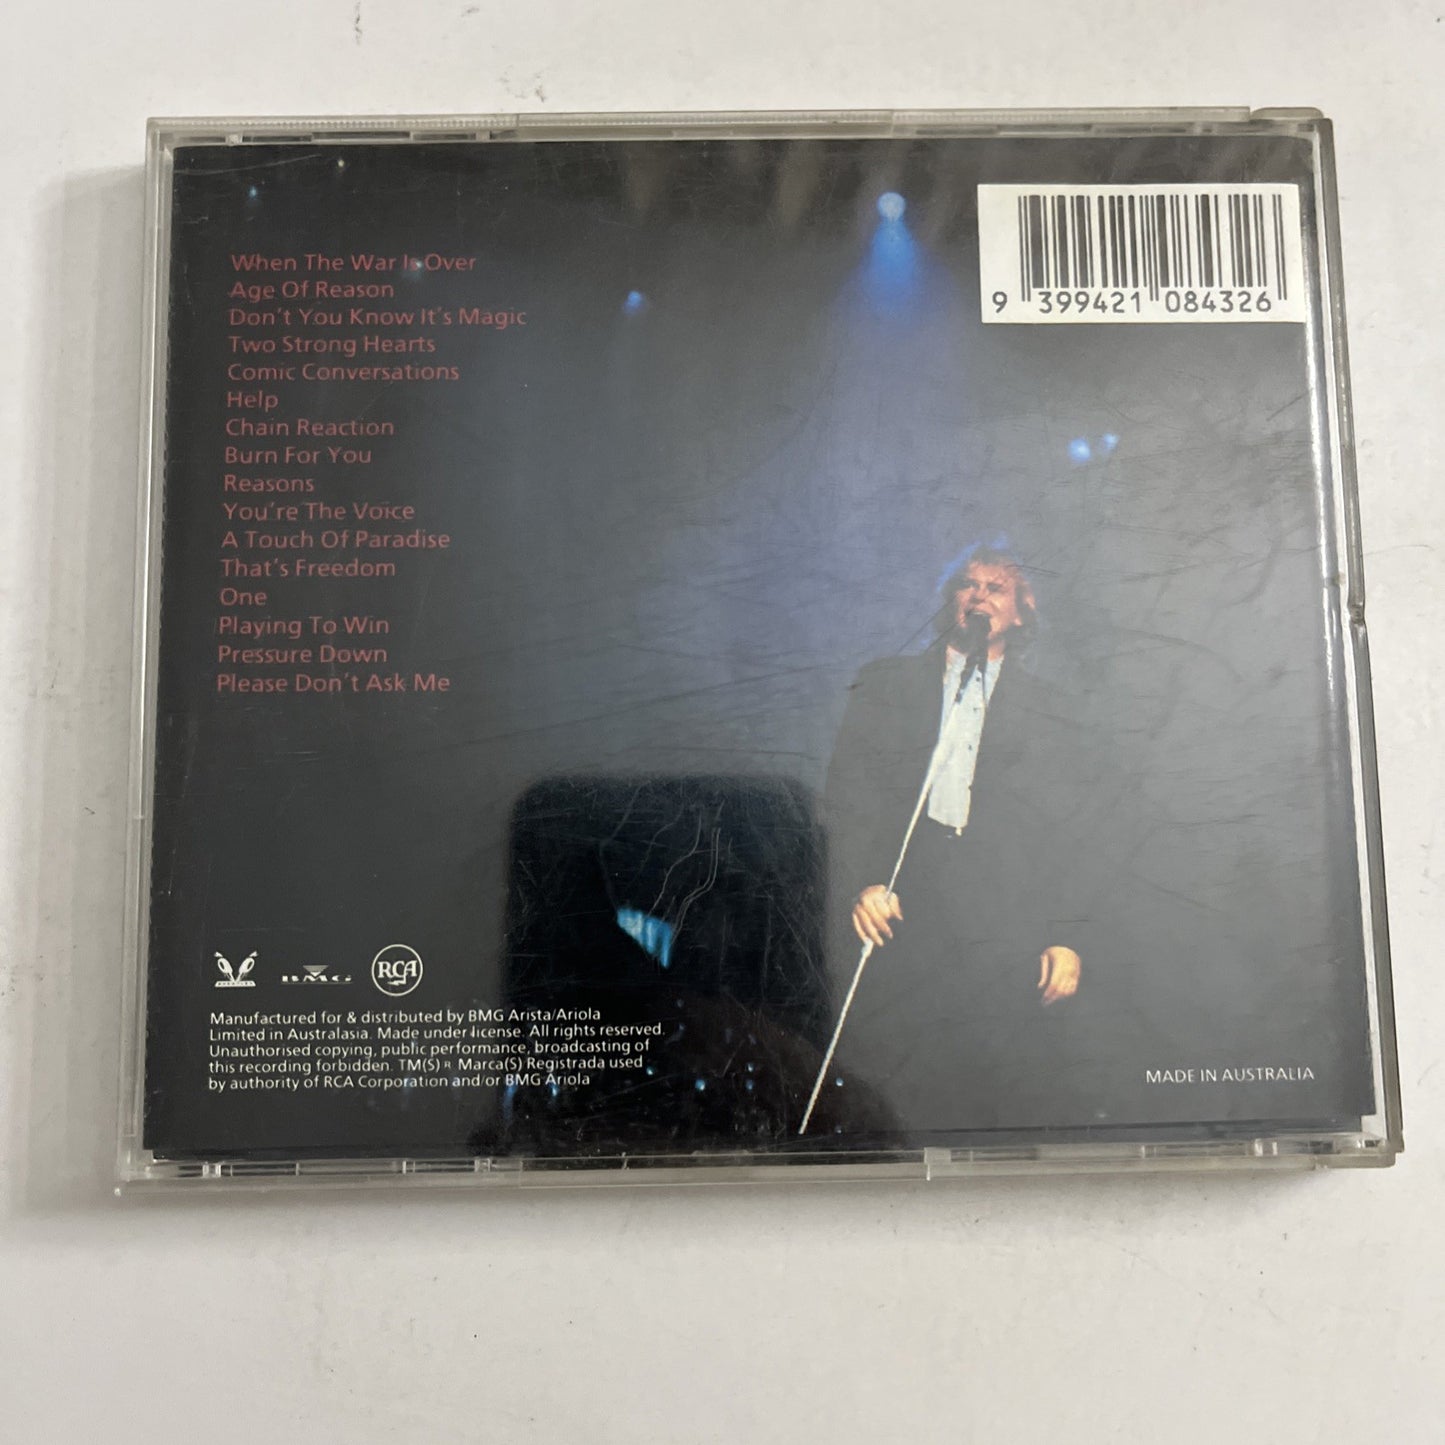 9 399421 084326
When The War Is Over
Age Of Reason
Don't You Know It's Magic
Two Strong Hearts
Comic Conversations
Help
Chain Reaction
Burn For You
Reasons
You're The Voice
A Touch Of Paradise
That's Freedom
One
Playing To Win
Pressure Down
Please Don't Ask Me
BMG
RCA
Manufactured for & distributed by BMG Arista/Ariola
Limited in Australasia. Made under license. All rights reserved.
Unauthorised copying, public performance, broadcasting of
this recording forbidden. TM(S) ® Marca(S) Registrada used
by authority of RCA Corporation and/or BMG Ariola
MADE IN AUSTRALIA